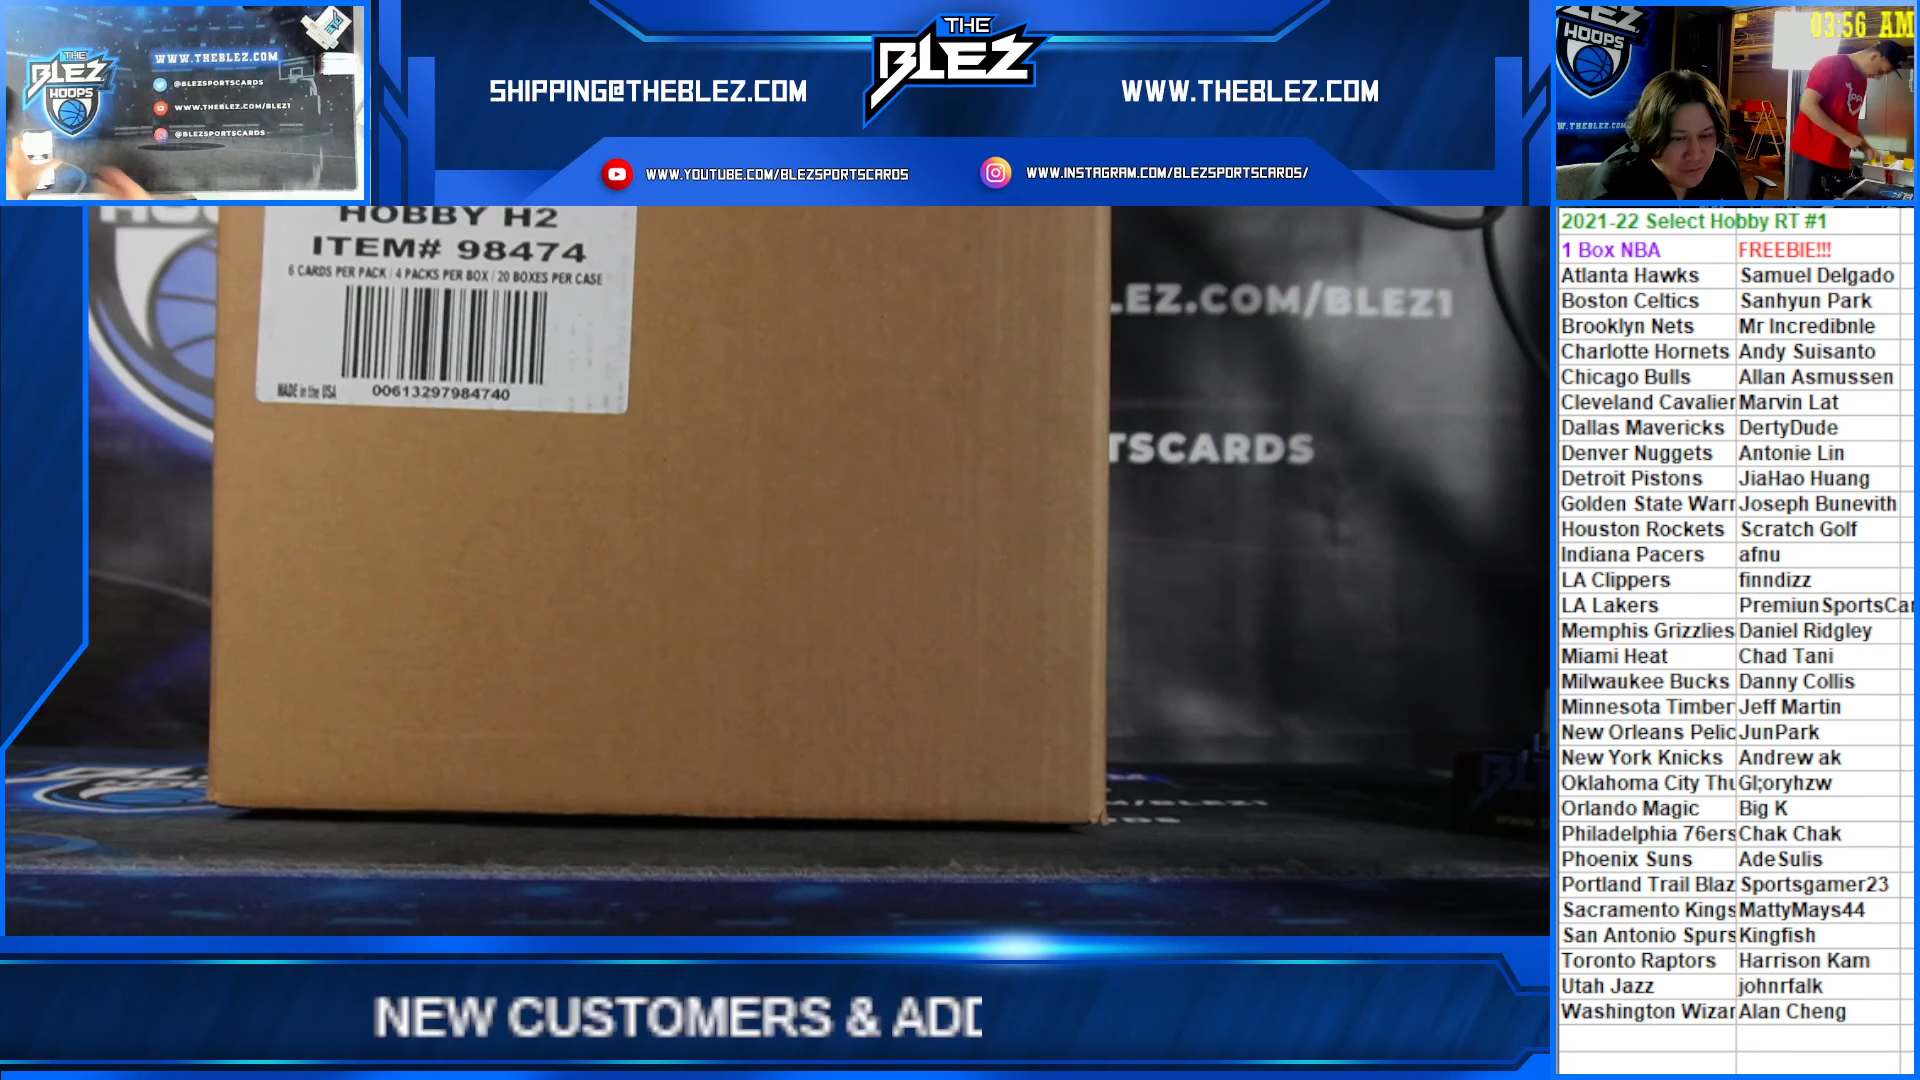 THE
BLEZ
HOOPS
WWW.THEBLEZ.COM
@BLEZSPORTSCARDS
WWW.THEBLEZ.COM/BLEZ1
@BLEZSPORTSCARDS
SHIPPING@THEBLEZ.COM
THE
BLEZ
WWW.THEBLEZ.COM
WWW.YOUTUBE.COM/BLEZSPORTSCARDS
WWW.INSTAGRAM.COM/BLEZSPORTSCARDS/
HOOPS
03:56 AM
HOBBY H2
ITEM# 98474
6 CARDS PER PACK / 4 PACKS PER BOX / 20 BOXES PER CASE
MADE in the USA 00613297984740
LEZ.COM/BLEZ1
TSCARDS
2021-22 Select Hobby RT #1
1 Box NBA FREEBIE!!!
Atlanta Hawks Samuel Delgado
Boston Celtics Sanhyun Park
Brooklyn Nets Mr Incredibnle
Charlotte Hornets Andy Suisanto
Chicago Bulls Allan Asmussen
Cleveland Cavalier Marvin Lat
Dallas Mavericks DertyDude
Denver Nuggets Antonie Lin
Detroit Pistons JiaHao Huang
Golden State Warr Joseph Bunevith
Houston Rockets Scratch Golf
Indiana Pacers afnu
LA Clippers finndizz
LA Lakers PremiunSportsCar
Memphis Grizzlies Daniel Ridgley
Miami Heat Chad Tani
Milwaukee Bucks Danny Collis
Minnesota Timber Jeff Martin
New Orleans Pelic JunPark
New York Knicks Andrew ak
Oklahoma City Thu Gl;oryhzw
Orlando Magic Big K
Philadelphia 76ers Chak Chak
Phoenix Suns AdeSulis
Portland Trail Blaz Sportsgamer23
Sacramento Kings MattyMays44
San Antonio Spurs Kingfish
Toronto Raptors Harrison Kam
Utah Jazz johnrfalk
Washington Wizar Alan Cheng
NEW CUSTOMERS & ADD